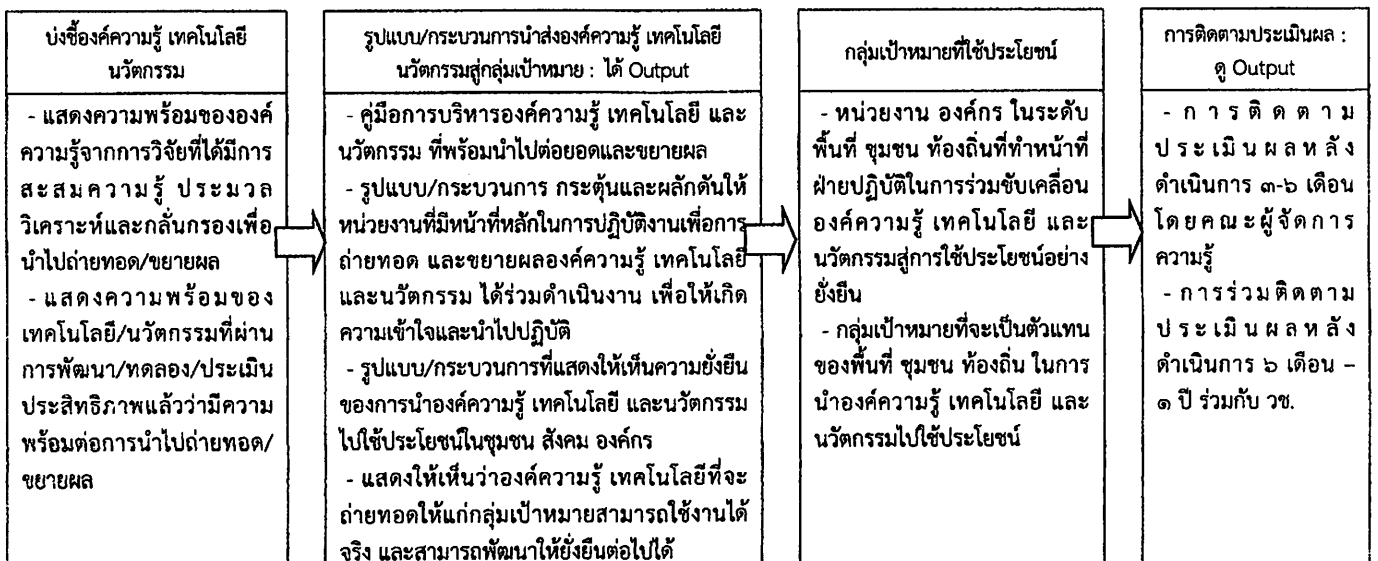 บ่งชี้องค์ความรู้ เทคโนโลยี
นวัตกรรม
- แสดงความพร้อมขององค์
ความรู้จากการวิจัยที่ได้มีการ
สะสมความรู้ ประมวล
วิเคราะห์และกลั่นกรองเพื่อ
นำไปถ่ายทอด/ขยายผล
- แสดงความพร้อมของ
เทคโนโลยี/นวัตกรรมที่ผ่าน
การพัฒนา/ทดลอง/ประเมิน
ประสิทธิภาพแล้วว่ามีความ
พร้อมต่อการนำไปถ่ายทอด/
ขยายผล
รูปแบบ/กระบวนการนำส่งองค์ความรู้ เทคโนโลยี
นวัตกรรมสู่กลุ่มเป้าหมาย : ได้ Output
- คู่มือการบริหารองค์ความรู้ เทคโนโลยี และ
นวัตกรรม ที่พร้อมนำไปต่อยอดและขยายผล
- รูปแบบ/กระบวนการ กระตุ้นและผลักดันให้
หน่วยงานที่มีหน้าที่หลักในการปฏิบัติงานเพื่อการ
ถ่ายทอด และขยายผลองค์ความรู้ เทคโนโลยี
และนวัตกรรม ได้ร่วมดำเนินงาน เพื่อให้เกิด
ความเข้าใจและนำไปปฏิบัติ
- รูปแบบ/กระบวนการที่แสดงให้เห็นความยั่งยืน
ของการนำองค์ความรู้ เทคโนโลยี และนวัตกรรม
ไปใช้ประโยชน์ในชุมชน สังคม องค์กร
- แสดงให้เห็นว่าองค์ความรู้ เทคโนโลยีที่จะ
ถ่ายทอดให้แก่กลุ่มเป้าหมายสามารถใช้งานได้
จริง และสามารถพัฒนาให้ยั่งยืนต่อไปได้
กลุ่มเป้าหมายที่ใช้ประโยชน์
- หน่วยงาน องค์กร ในระดับ
พื้นที่ ชุมชน ท้องถิ่นที่ทำหน้าที่
ฝ่ายปฏิบัติในการร่วมขับเคลื่อน
องค์ความรู้ เทคโนโลยี และ
นวัตกรรมสู่การใช้ประโยชน์อย่าง
ยั่งยืน
- กลุ่มเป้าหมายที่จะเป็นตัวแทน
ของพื้นที่ ชุมชน ท้องถิ่น ในการ
นำองค์ความรู้ เทคโนโลยี และ
นวัตกรรมไปใช้ประโยชน์
การติดตามประเมินผล :
ดู Output
- การติดตาม
ประเมินผลหลัง
ดำเนินการ ๓-๖ เดือน
โดยคณะผู้จัดการ
ความรู้
- การร่วมติดตาม
ประเมินผลหลัง
ดำเนินการ ๖ เดือน –
๑ ปี ร่วมกับ วช.